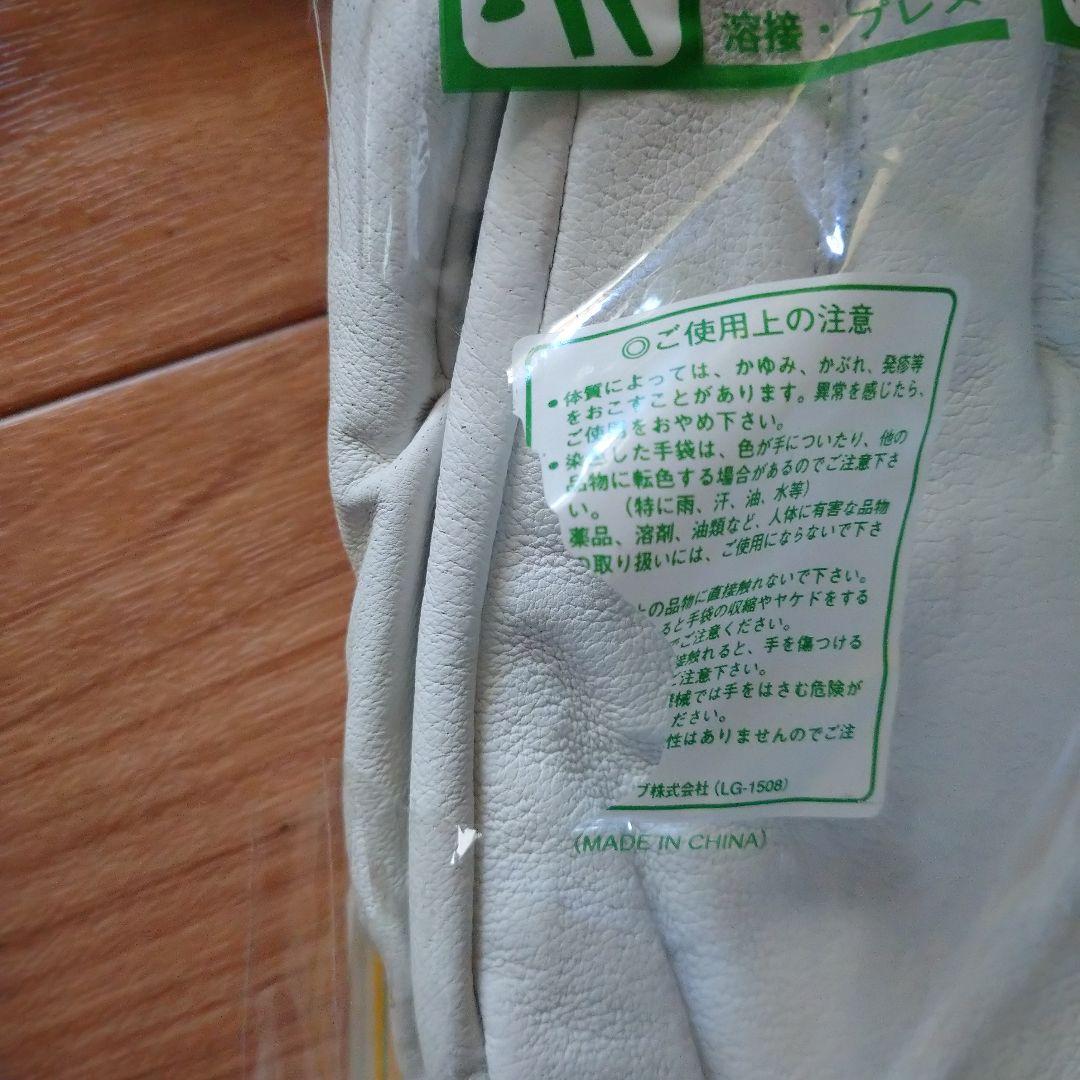 溶接・プレス
◎ご使用上の注意
●体質によっては、かゆみ、かぶれ、発疹等
をおこすことがあります。異常を感じたら、
ご使用をおやめ下さい。
●染色した手袋は、色が手についたり、他の
品物に転色する場合があるのでご注意下さ
い。（特に雨、汗、油、水等）
薬品、溶剤、油類など、人体に有害な品物
の取り扱いには、ご使用にならないで下さ
の品物に直接触れないで下さい。
ると手袋の収縮やヤケドをする
でご注意ください。
接触れると、手を傷つける
ご注意下さい。
機械では手をはさむ危険が
ださい。
性はありませんのでご注
ブ株式会社（LG-1508）
(MADE IN CHINA)